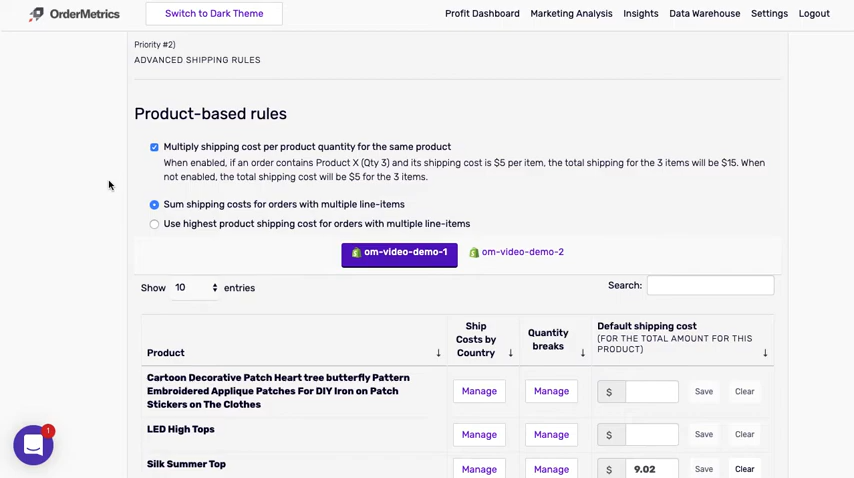 OrderMetrics
Switch to Dark Theme
Profit Dashboard
Marketing Analysis
Insights
Data Warehouse
Settings
Logout
Priority #2)
ADVANCED SHIPPING RULES
Product-based rules
Multiply shipping cost per product quantity for the same product
When enabled, if an order contains Product X (Qty 3) and its shipping cost is $5 per item, the total shipping for the 3 items will be $15. When
not enabled, the total shipping cost will be $5 for the 3 items.
Sum shipping costs for orders with multiple line-items
Use highest product shipping cost for orders with multiple line-items
om-video-demo-1
om-video-demo-2
Show 10 entries
Search:
Product
Ship
Costs by
Country
Quantity
breaks
Default shipping cost
(FOR THE TOTAL AMOUNT FOR THIS
PRODUCT)
Cartoon Decorative Patch Heart tree butterfly Pattern
Embroidered Applique Patches For DIY Iron on Patch
Stickers on The Clothes
Manage
Manage
$
Save
Clear
LED High Tops
Manage
Manage
$
Save
Clear
Silk Summer Top
Manage
Manage
$ 9.02
Save
Clear
1